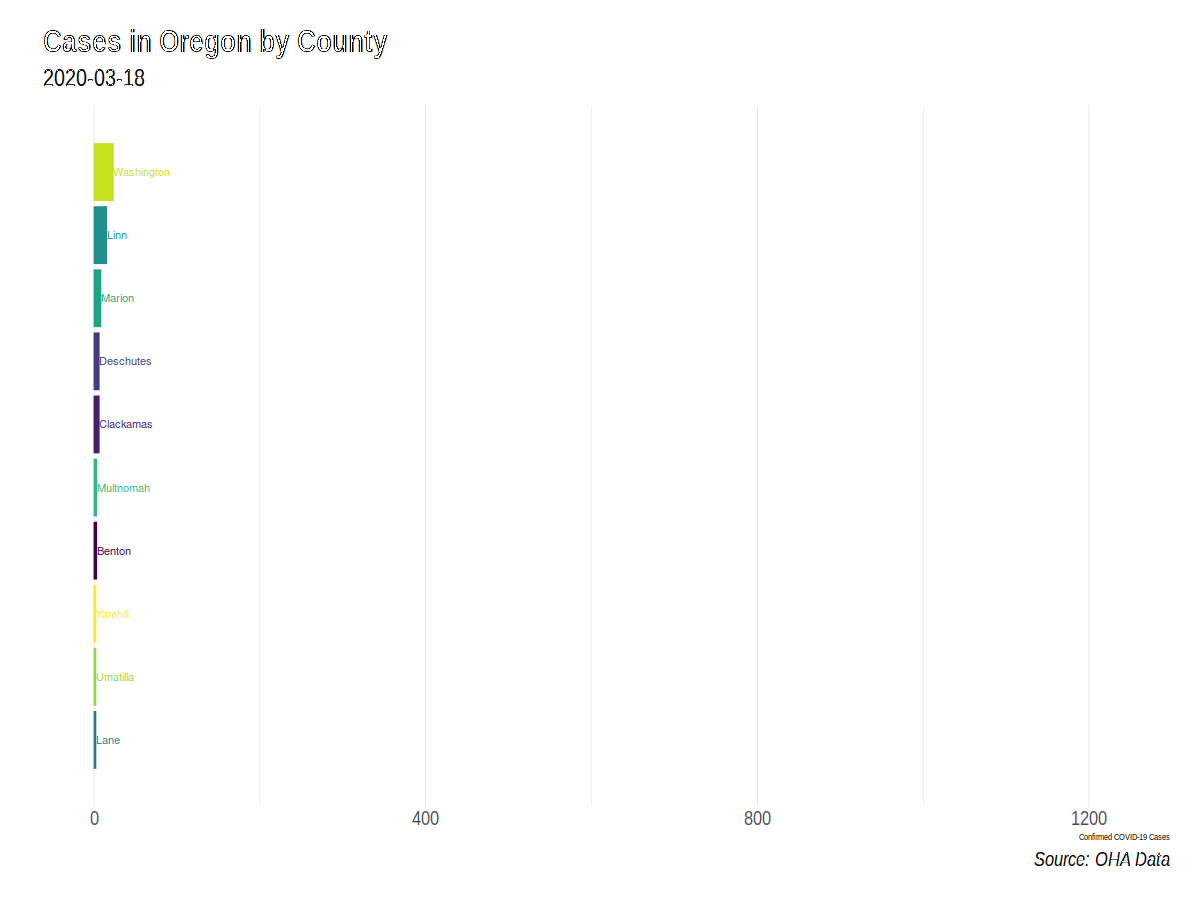 Cases in Oregon by County
2020-03-18
Washington
Linn
Marion
Deschutes
Clackamas
Multnomah
Benton
Yamhill
Umatilla
Lane
0 400 800 1200
Confirmed COVID-19 Cases
Source: OHA Data